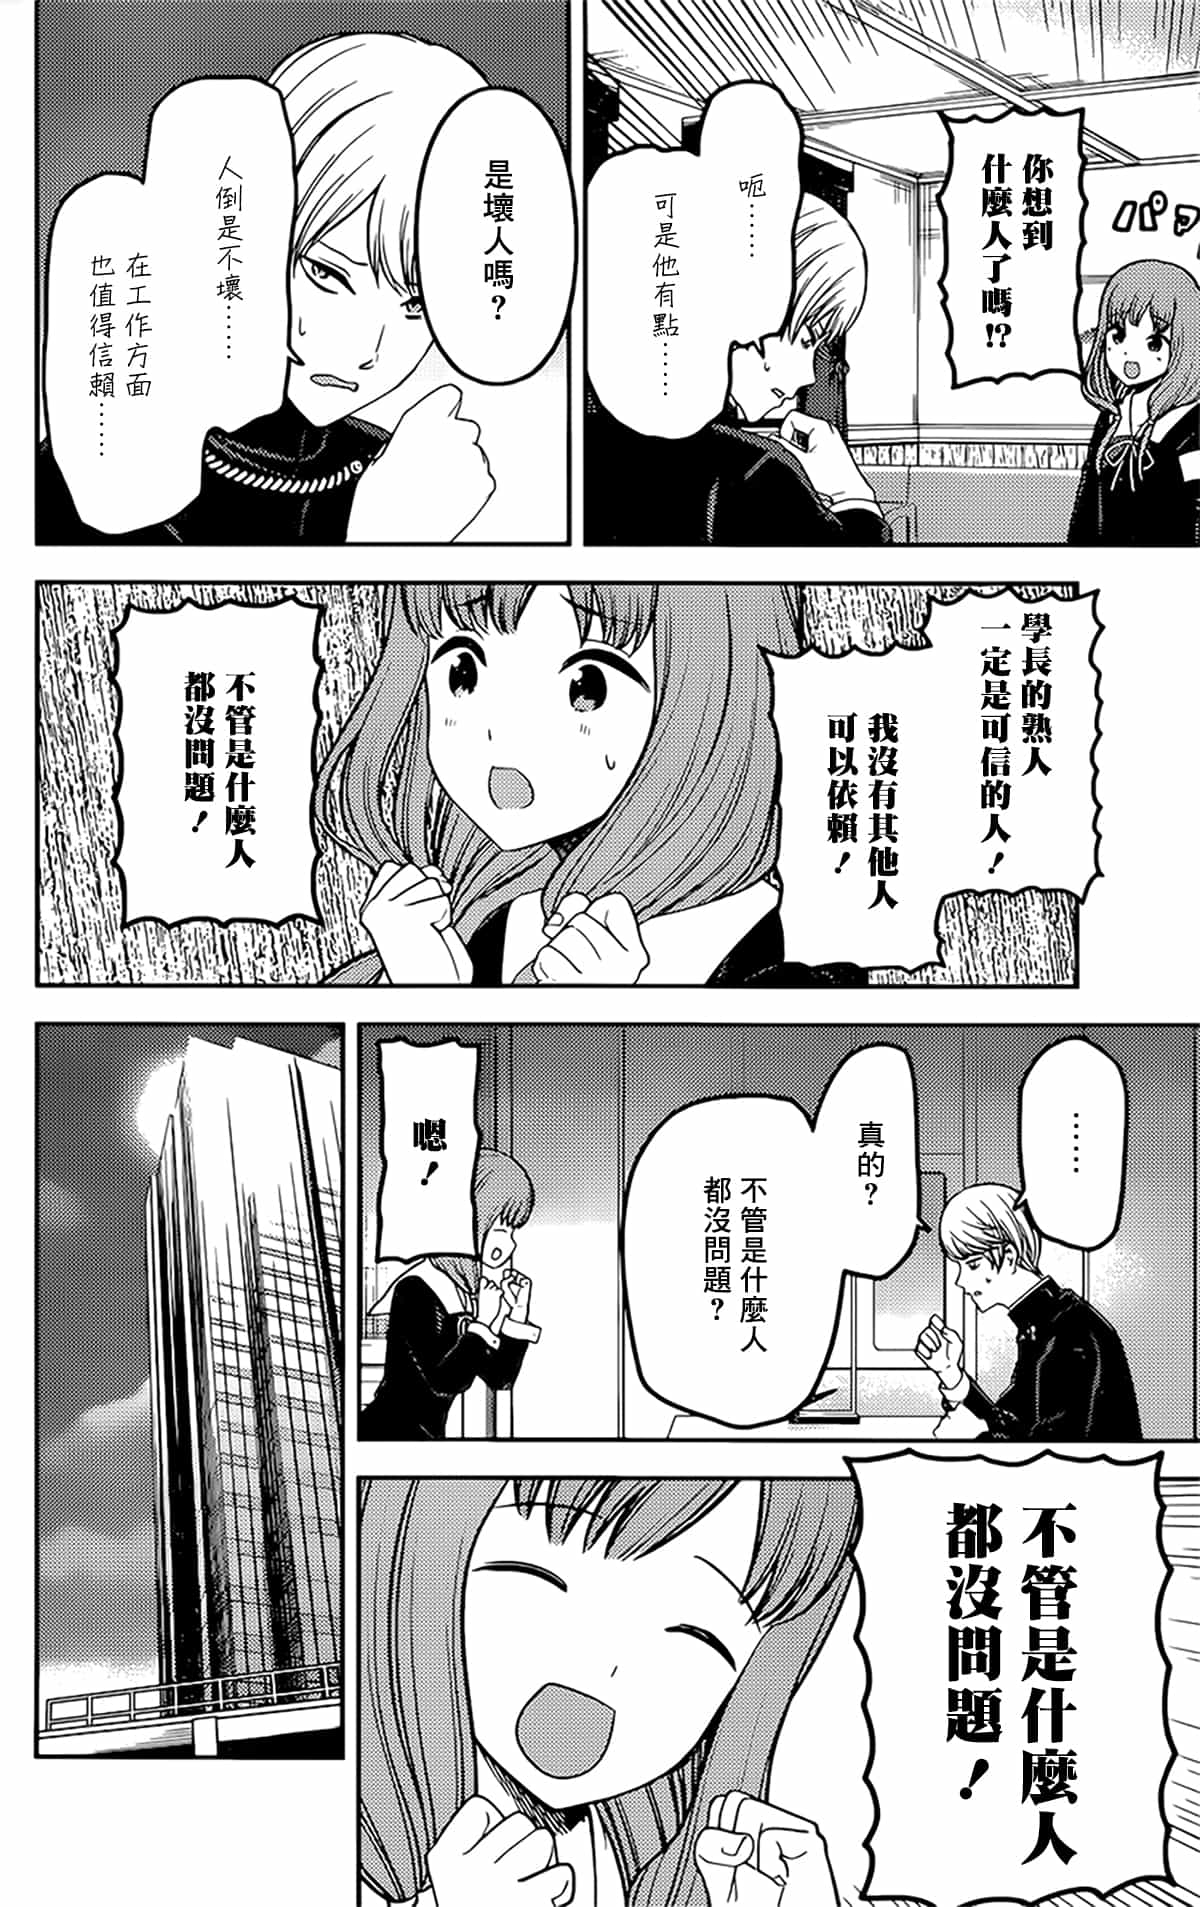 你想到
什麼人了嗎!?
パァ
呃……
可是他有點……
是壞人嗎？
人倒是不壞……
在工作方面
也值得信賴……
學長的熟人
一定是可信的人！
我沒有其他人
可以依賴！
不管是什麼人
都沒問題！
……
真的？
不管是什麼人
都沒問題？
嗯！
不管是什麼人
都沒問題！